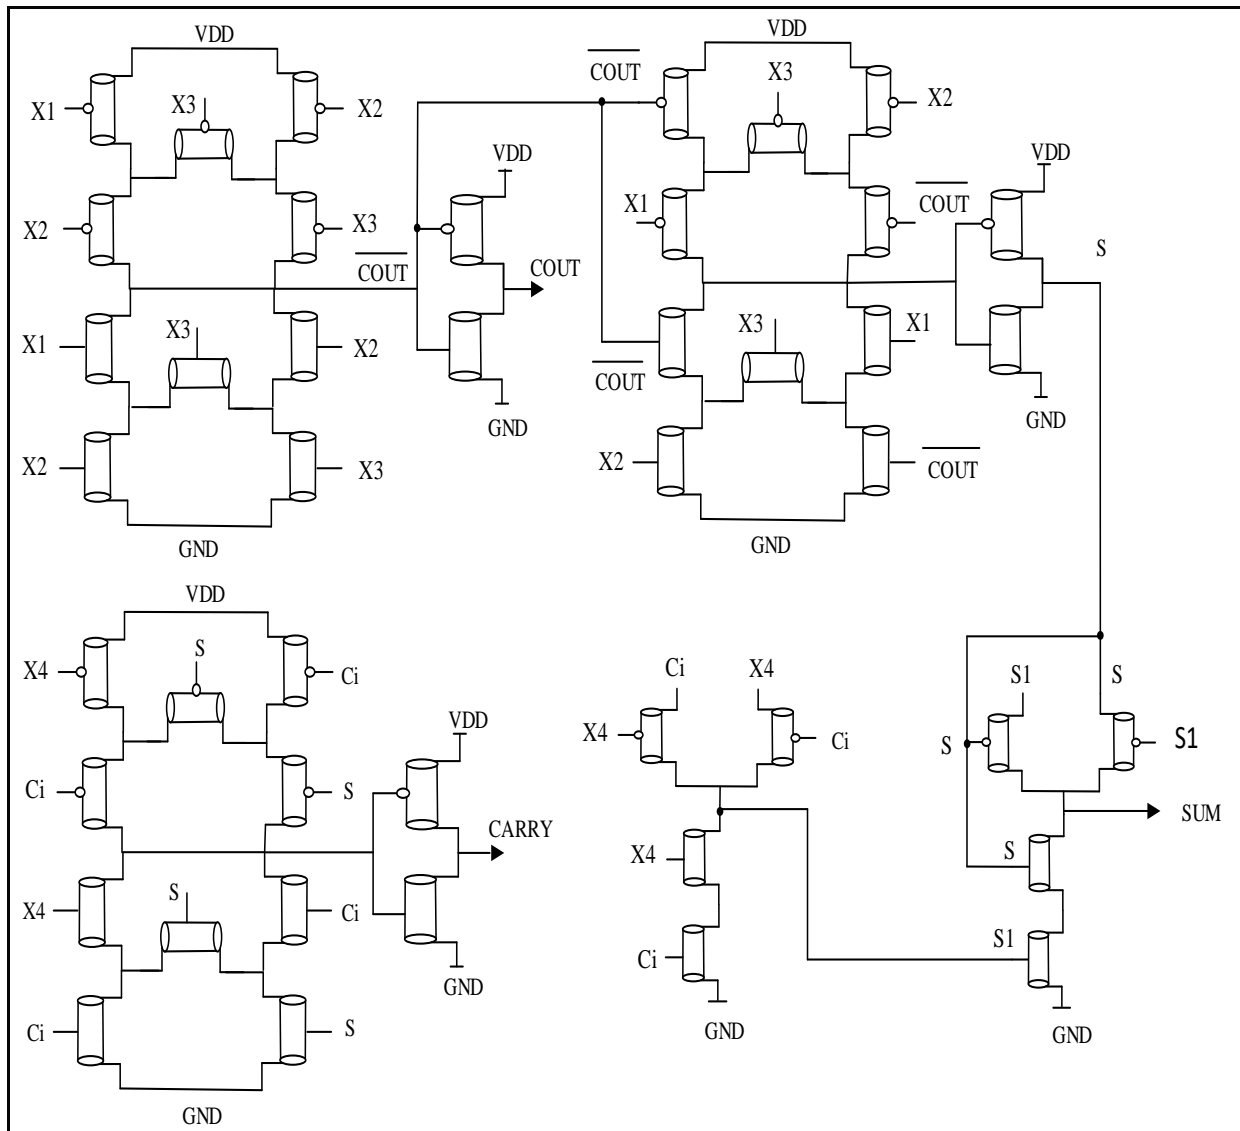 VDD
VDD
COUT
X3
X1
X3
X2
X2
VDD
VDD
X2
X3
X1
COUT
COUT
COUT
S
X1
X3
X2
X3
X1
COUT
GND
GND
X2
X3
X2
COUT
GND
GND
VDD
X4
S
Ci
Ci
X4
S1
S
VDD
X4
Ci
S
S1
Ci
S
CARRY
SUM
X4
S
X4
S
Ci
S1
Ci
GND
Ci
S
GND
GND
GND